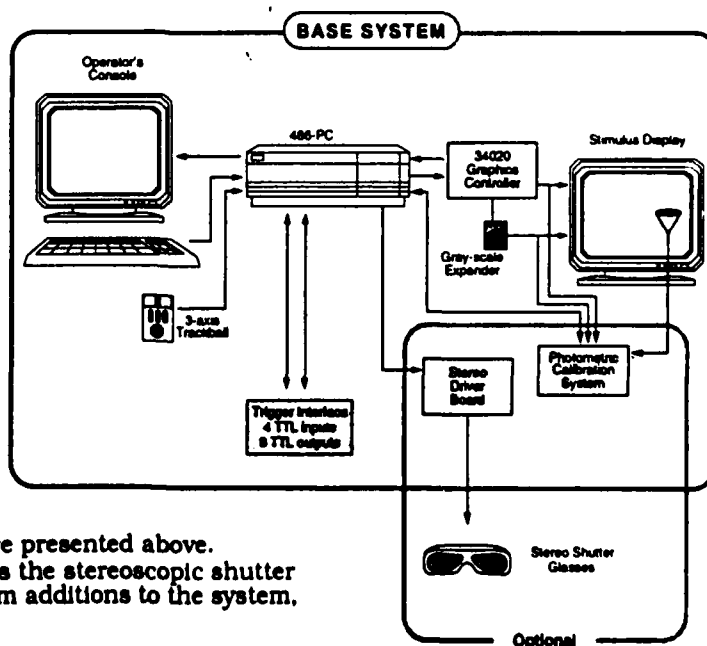 BASE SYSTEM
Operator's
Console
486-PC
34020
Graphics
Controller
Stimulus Display
Gray-scale
Expander
3-axis
Trackball
Trigger Interface
4 TTL inputs
8 TTL outputs
Stereo
Driver
Board
Photometric
Calibration
System
Stereo Shutter
Glasses
Optional
e presented above.
s the stereoscopic shutter
m additions to the system,